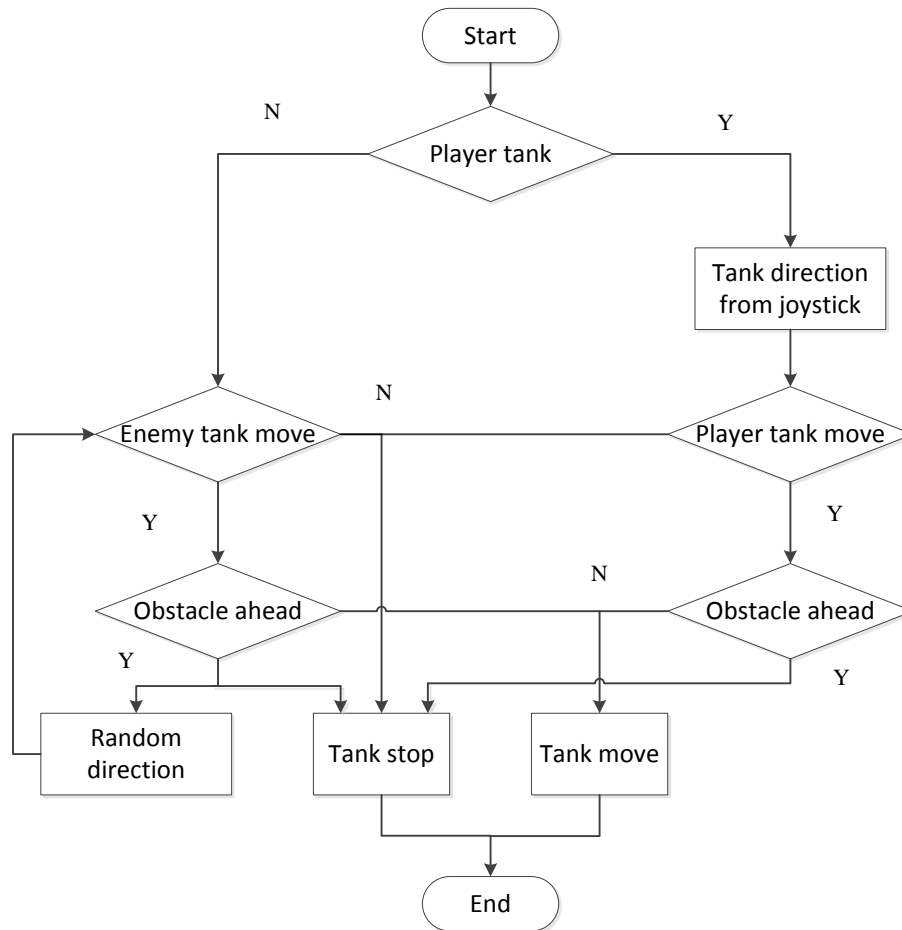 Start
N
Y
Player tank
Tank direction
from joystick
N
Enemy tank move
Player tank move
Y
Y
N
Obstacle ahead
Obstacle ahead
Y
Y
Random
direction
Tank stop
Tank move
End